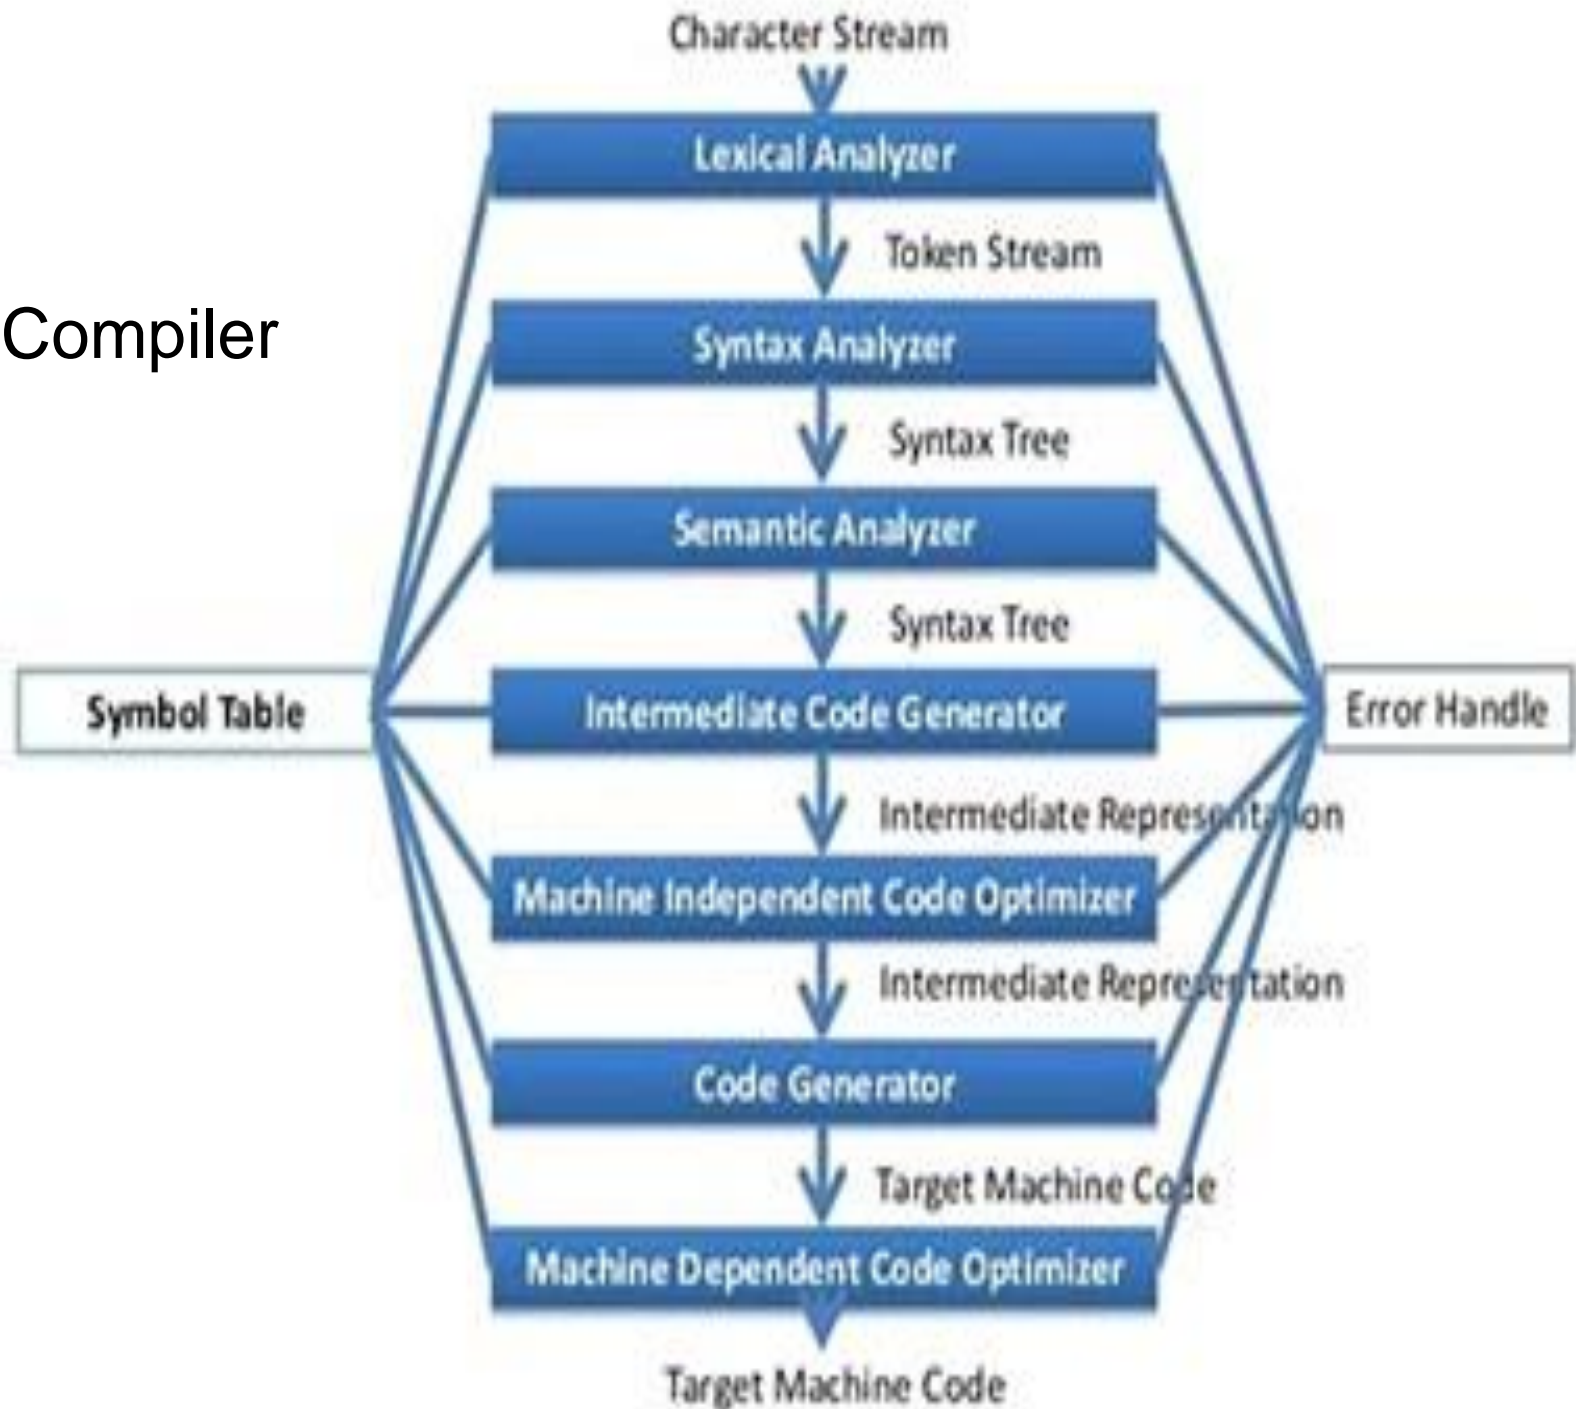 Character Stream
Lexical Analyzer
Token Stream
Compiler
Syntax Analyzer
Syntax Tree
Semantic Analyzer
Syntax Tree
Symbol Table
Intermediate Code Generator
Error Handle
Intermediate Representation
Machine Independent Code Optimizer
Intermediate Representation
Code Generator
Target Machine Code
Machine Dependent Code Optimizer
Target Machine Code